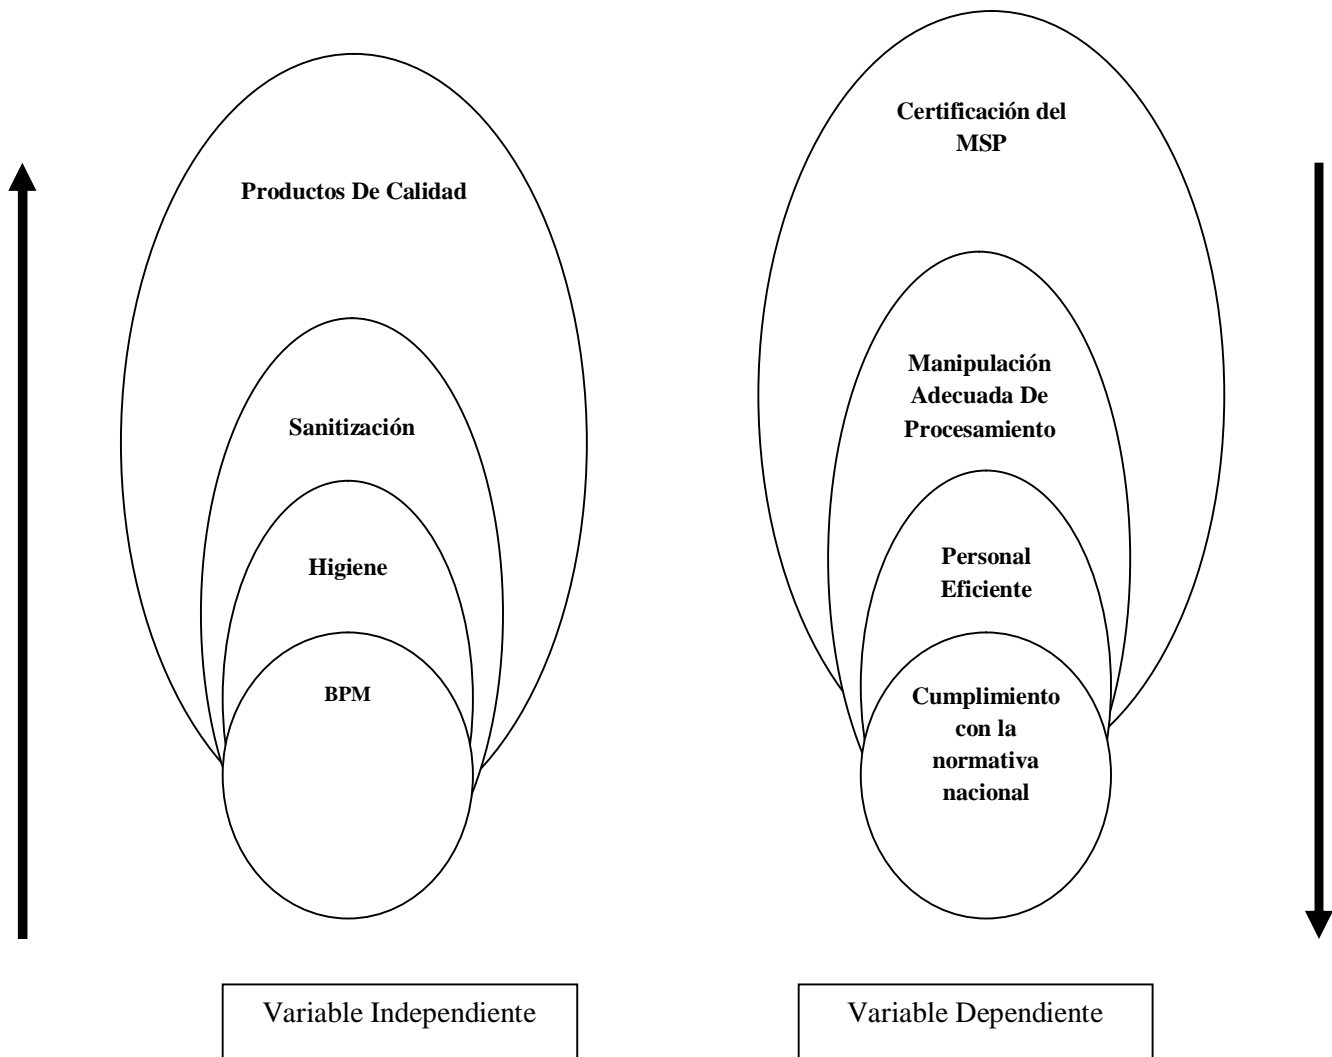 Productos De Calidad
Sanitización
Higiene
BPM
Variable Independiente
Certificación del
MSP
Manipulación
Adecuada De
Procesamiento
Personal
Eficiente
Cumplimiento
con la
normativa
nacional
Variable Dependiente